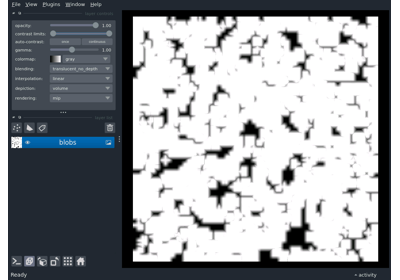 File View Plugins Window Help
opacity: 1.00
contrast limits:
auto-contrast: once continuous
gamma: 1.00
colormap: gray
blending: translucent_no_depth
interpolation: linear
depiction: volume
rendering: mip
blobs
Ready
activity